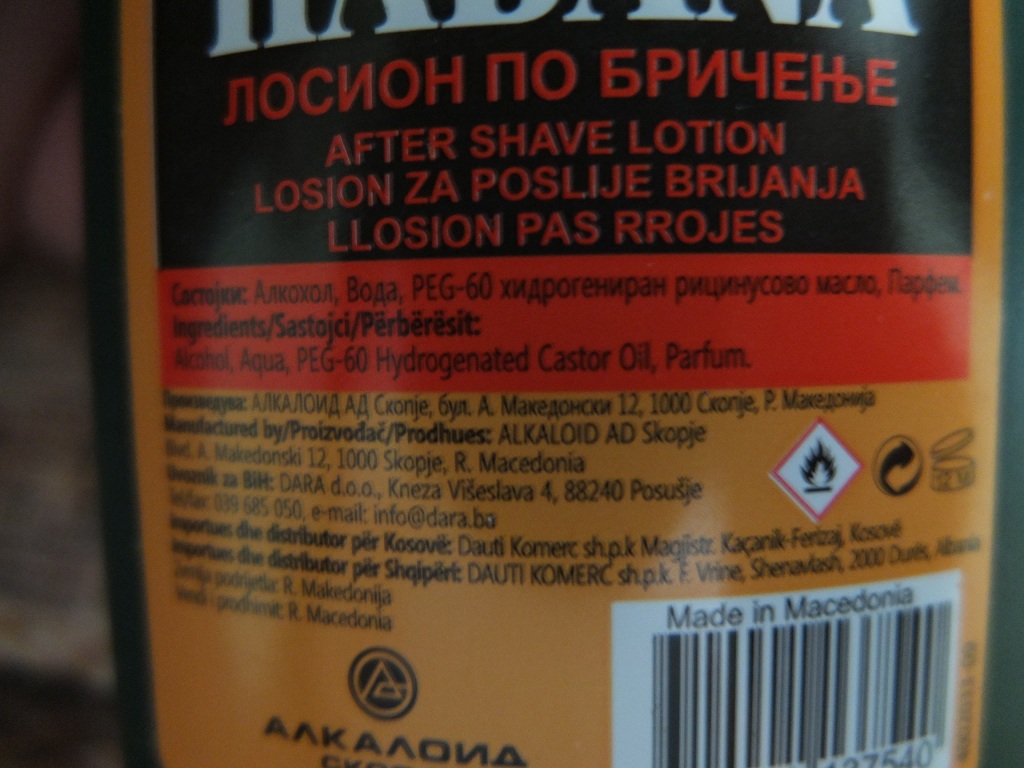 HABANA
ЛОСИОН ПО БРИЧЕЊЕ
AFTER SHAVE LOTION
LOSION ZA POSLIJE BRIJANJA
LLOSION PAS RROJES
Состојки: Алкохол, Вода, PEG-60 хидрогениран рицинусово масло, Парфем.
Ingredients/Sastojci/Përbërësit:
Alcohol, Aqua, PEG-60 Hydrogenated Castor Oil, Parfum.
Произведува: АЛКАЛОИД АД Скопје, бул. А. Македонски 12, 1000 Скопје, Р. Македонија
Manufactured by/Proizvođač/Prodhues: ALKALOID AD Skopje
Blvd. A. Makedonski 12, 1000 Skopje, R. Macedonia
Uvoznik za BiH: DARA d.o.o., Kneza Višeslava 4, 88240 Posušje
Tel/fax: 039 685 050, e-mail: info@dara.ba
Importues dhe distributor për Kosovë: Dauti Komerc sh.p.k Magjistr. Kaçanik-Ferizaj, Kosovë
Importues dhe distributor për Shqipëri: DAUTI KOMERC sh.p.k. F. Vrine, Shenavlash, 2000 Durës, Albania
Zemlja podrijetla: R. Makedonija
Vendi i prodhimit: R. Macedonia
12 M
Made in Macedonia
АЛКАЛОИД